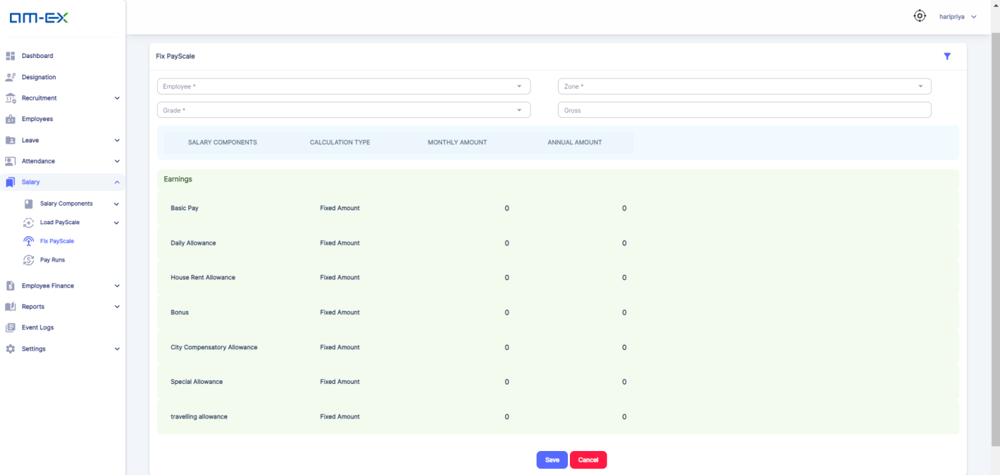 am-ex
haripriya
Dashboard
Designation
Recruitment
Employees
Leave
Attendance
Salary
Salary Components
Load PayScale
Fix PayScale
Pay Runs
Employee Finance
Reports
Event Logs
Settings
Fix PayScale
Employee * Zone *
Grade * Gross
SALARY COMPONENTS CALCULATION TYPE MONTHLY AMOUNT ANNUAL AMOUNT
Earnings
Basic Pay Fixed Amount 0 0
Daily Allowance Fixed Amount 0 0
House Rent Allowance Fixed Amount 0 0
Bonus Fixed Amount 0 0
City Compensatory Allowance Fixed Amount 0 0
Special Allowance Fixed Amount 0 0
travelling allowance Fixed Amount 0 0
Save Cancel